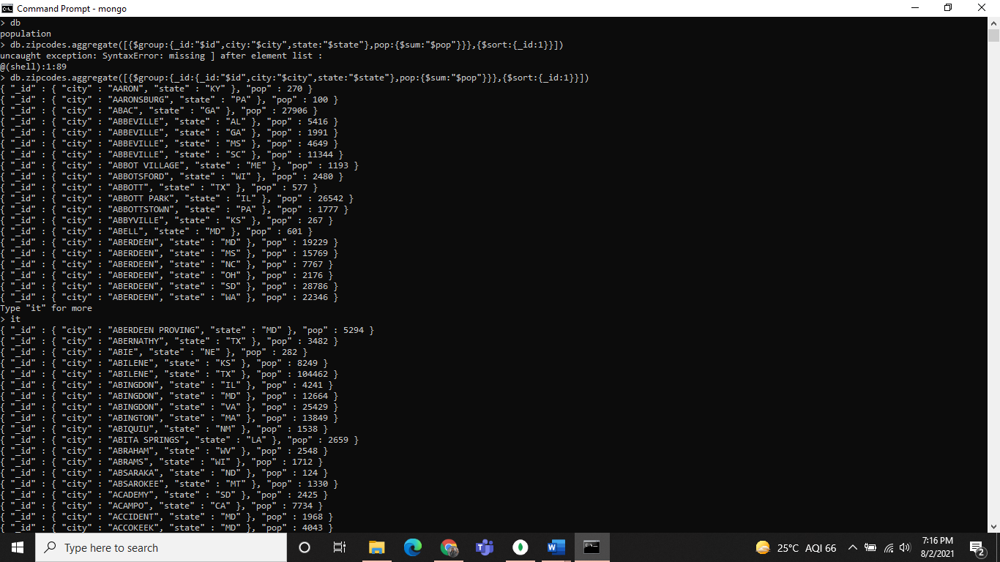 Command Prompt - mongo
> db
population
> db.zipcodes.aggregate([{$group:{_id:"$id",city:"$city",state:"$state"},pop:{$sum:"$pop"}}},{$sort:{_id:1}}])
uncaught exception: SyntaxError: missing ] after element list :
@(shell):1:89
> db.zipcodes.aggregate([{$group:{_id:{_id:"$id",city:"$city",state:"$state"},pop:{$sum:"$pop"}}},{$sort:{_id:1}}])
{ "_id" : { "city" : "AARON", "state" : "KY" }, "pop" : 270 }
{ "_id" : { "city" : "AARONSBURG", "state" : "PA" }, "pop" : 100 }
{ "_id" : { "city" : "ABAC", "state" : "GA" }, "pop" : 27906 }
{ "_id" : { "city" : "ABBEVILLE", "state" : "AL" }, "pop" : 5416 }
{ "_id" : { "city" : "ABBEVILLE", "state" : "GA" }, "pop" : 1991 }
{ "_id" : { "city" : "ABBEVILLE", "state" : "MS" }, "pop" : 4649 }
{ "_id" : { "city" : "ABBEVILLE", "state" : "SC" }, "pop" : 11344 }
{ "_id" : { "city" : "ABBOT VILLAGE", "state" : "ME" }, "pop" : 1193 }
{ "_id" : { "city" : "ABBOTSFORD", "state" : "WI" }, "pop" : 2480 }
{ "_id" : { "city" : "ABBOTT", "state" : "TX" }, "pop" : 577 }
{ "_id" : { "city" : "ABBOTT PARK", "state" : "IL" }, "pop" : 26542 }
{ "_id" : { "city" : "ABBOTTSTOWN", "state" : "PA" }, "pop" : 1777 }
{ "_id" : { "city" : "ABBYVILLE", "state" : "KS" }, "pop" : 267 }
{ "_id" : { "city" : "ABELL", "state" : "MD" }, "pop" : 601 }
{ "_id" : { "city" : "ABERDEEN", "state" : "MD" }, "pop" : 19229 }
{ "_id" : { "city" : "ABERDEEN", "state" : "MS" }, "pop" : 15769 }
{ "_id" : { "city" : "ABERDEEN", "state" : "NC" }, "pop" : 7767 }
{ "_id" : { "city" : "ABERDEEN", "state" : "OH" }, "pop" : 2176 }
{ "_id" : { "city" : "ABERDEEN", "state" : "SD" }, "pop" : 28786 }
{ "_id" : { "city" : "ABERDEEN", "state" : "WA" }, "pop" : 22346 }
Type "it" for more
> it
{ "_id" : { "city" : "ABERDEEN PROVING", "state" : "MD" }, "pop" : 5294 }
{ "_id" : { "city" : "ABERNATHY", "state" : "TX" }, "pop" : 3482 }
{ "_id" : { "city" : "ABIE", "state" : "NE" }, "pop" : 282 }
{ "_id" : { "city" : "ABILENE", "state" : "KS" }, "pop" : 8249 }
{ "_id" : { "city" : "ABILENE", "state" : "TX" }, "pop" : 104462 }
{ "_id" : { "city" : "ABINGDON", "state" : "IL" }, "pop" : 4241 }
{ "_id" : { "city" : "ABINGDON", "state" : "MD" }, "pop" : 12664 }
{ "_id" : { "city" : "ABINGDON", "state" : "VA" }, "pop" : 25429 }
{ "_id" : { "city" : "ABINGTON", "state" : "MA" }, "pop" : 13849 }
{ "_id" : { "city" : "ABIQUIU", "state" : "NM" }, "pop" : 1538 }
{ "_id" : { "city" : "ABITA SPRINGS", "state" : "LA" }, "pop" : 2659 }
{ "_id" : { "city" : "ABRAHAM", "state" : "WV" }, "pop" : 2548 }
{ "_id" : { "city" : "ABRAMS", "state" : "WI" }, "pop" : 1712 }
{ "_id" : { "city" : "ABSARAKA", "state" : "ND" }, "pop" : 124 }
{ "_id" : { "city" : "ABSAROKEE", "state" : "MT" }, "pop" : 1330 }
{ "_id" : { "city" : "ACADEMY", "state" : "SD" }, "pop" : 2425 }
{ "_id" : { "city" : "ACAMPO", "state" : "CA" }, "pop" : 7734 }
{ "_id" : { "city" : "ACCIDENT", "state" : "MD" }, "pop" : 1968 }
{ "_id" : { "city" : "ACCOKEEK", "state" : "MD" }, "pop" : 4043 }
Type here to search
25°C AQI 66
7:16 PM
8/2/2021
2